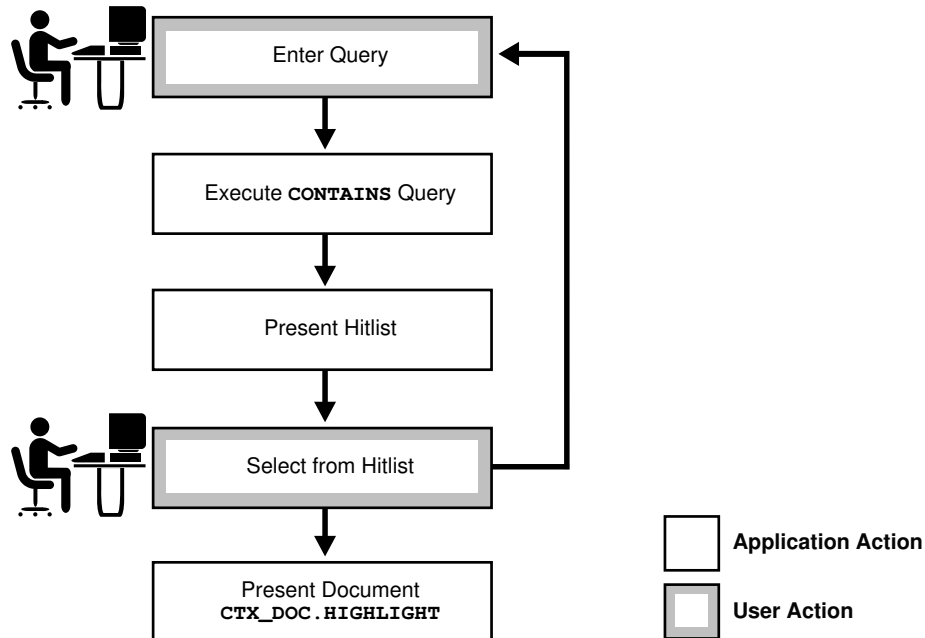 Enter Query
Execute CONTAINS Query
Present Hitlist
Select from Hitlist
Present Document
CTX_DOC.HIGHLIGHT
Application Action
User Action